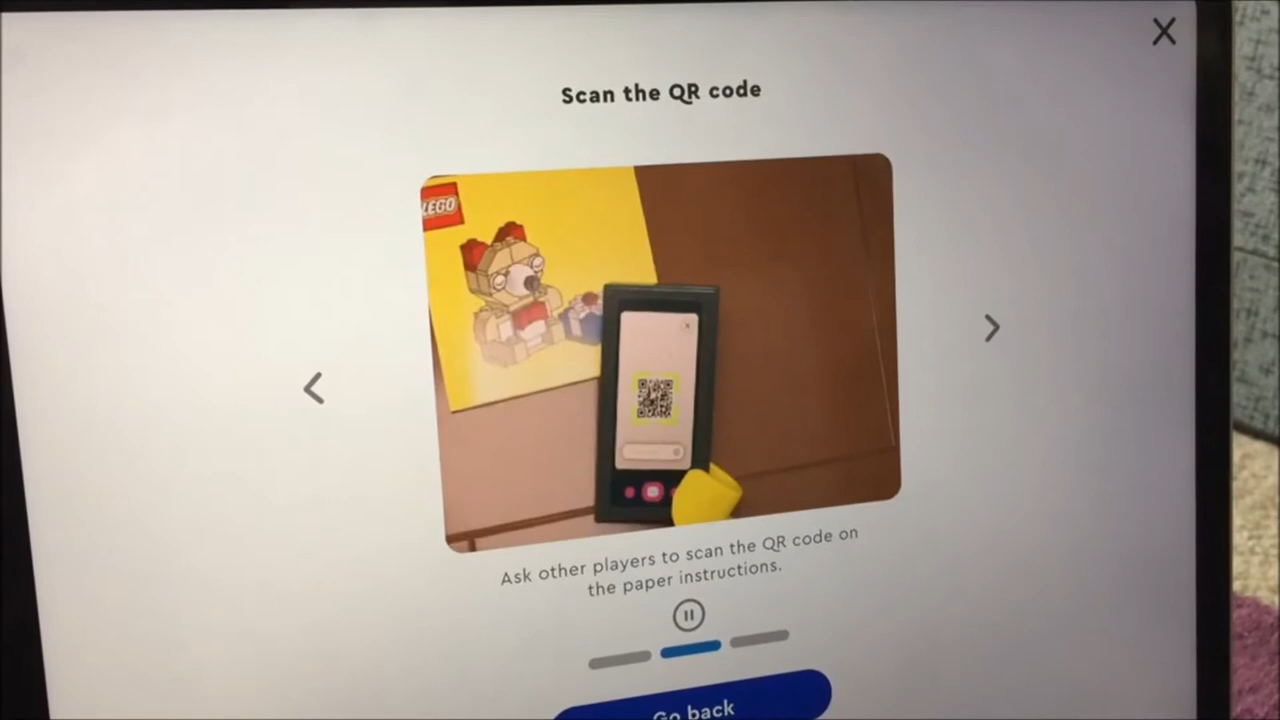 Scan the QR code
LEGO
Ask other players to scan the QR code on
the paper instructions.
Go back